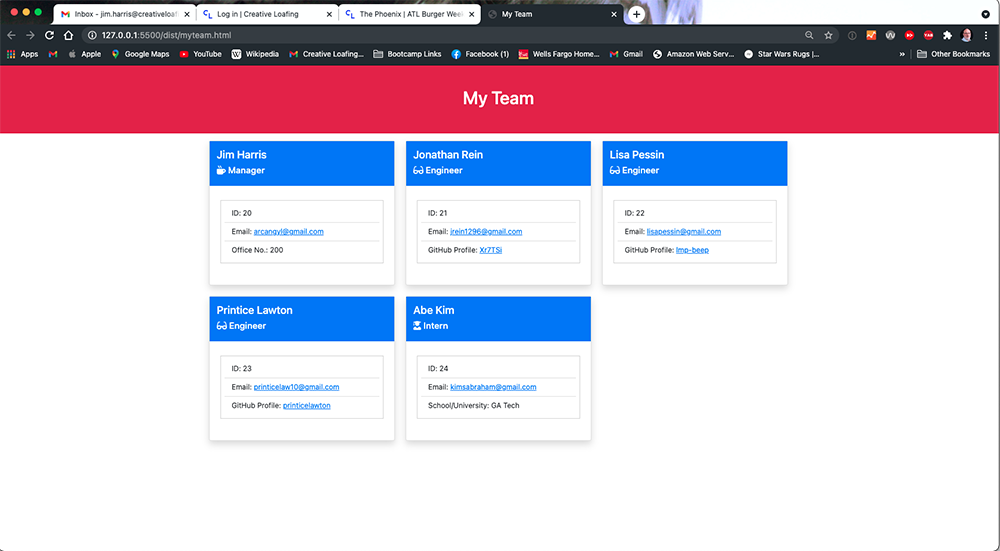 Inbox - jim.harris@creativeloaf
Log in | Creative Loafing
The Phoenix | ATL Burger Wee
My Team
127.0.0.1:5500/dist/myteam.html
Apps
Apple
Google Maps
YouTube
Wikipedia
Creative Loafing...
Bootcamp Links
Facebook (1)
Wells Fargo Home...
Gmail
Amazon Web Serv...
Star Wars Rugs |...
Other Bookmarks
My Team
Jim Harris
Manager
ID: 20
Email: arcangyl@gmail.com
Office No.: 200
Jonathan Rein
Engineer
ID: 21
Email: jrein1296@gmail.com
GitHub Profile: Xr7TSi
Lisa Pessin
Engineer
ID: 22
Email: lisapessin@gmail.com
GitHub Profile: lmp-beep
Printice Lawton
Engineer
ID: 23
Email: printicelaw10@gmail.com
GitHub Profile: printicelawton
Abe Kim
Intern
ID: 24
Email: kimsabraham@gmail.com
School/University: GA Tech